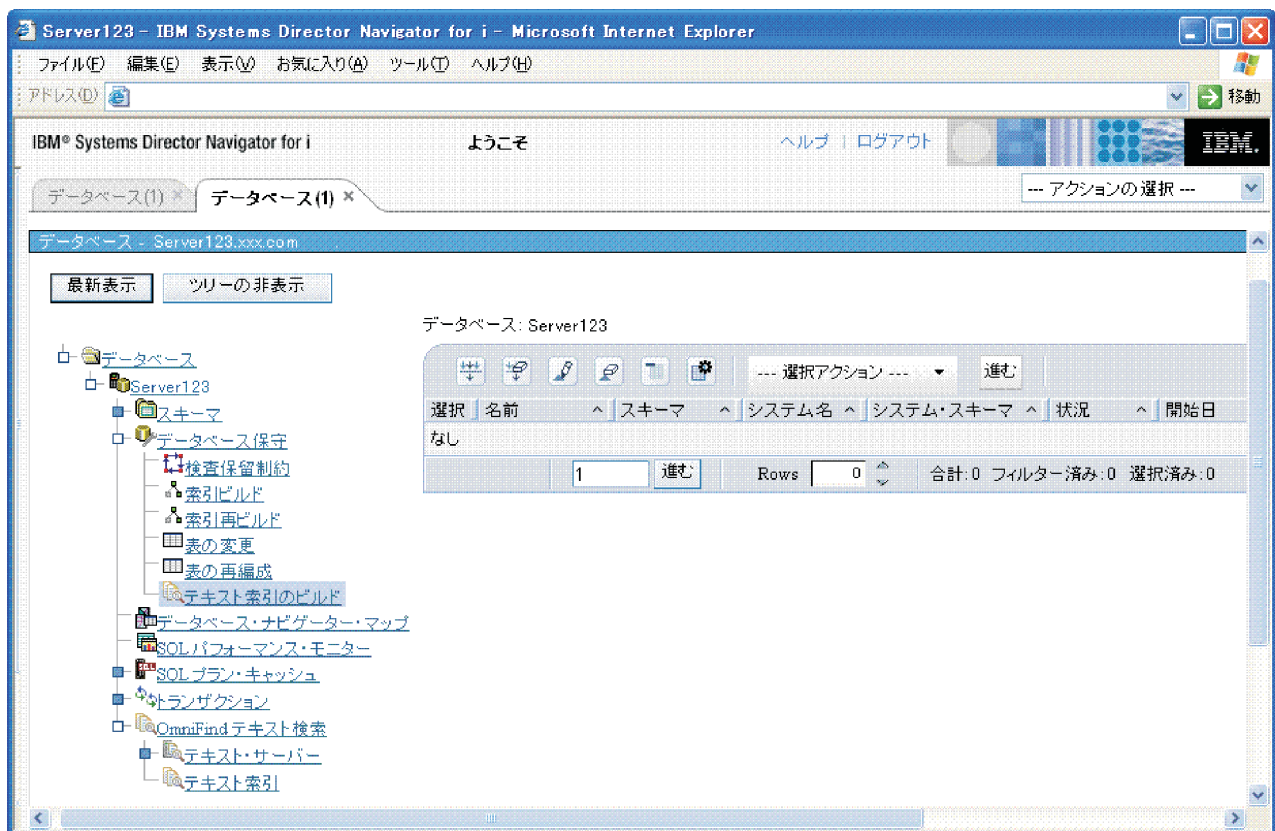 Server123 - IBM Systems Director Navigator for i - Microsoft Internet Explorer
ファイル(F) 編集(E) 表示(V) お気に入り(A) ツール(T) ヘルプ(H)
アドレス(D) 移動
IBM® Systems Director Navigator for i ようこそ ヘルプ | ログアウト IBM.
データベース(1) × データベース(1) × --- アクションの選択 ---
データベース - Server123.xxx.com
最新表示 ツリーの非表示
データベース: Server123
データベース
--- 選択アクション --- 進む
Server123
選択 名前 スキーマ システム名 システム・スキーマ 状況 開始日
スキーマ
なし
データベース保守
検査保留制約
1 進む Rows 0 合計:0 フィルター済み:0 選択済み:0
索引ビルド
索引再ビルド
表の変更
表の再編成
テキスト索引のビルド
データベース・ナビゲーター・マップ
SQL パフォーマンス・モニター
SQL プラン・キャッシュ
トランザクション
OmniFind テキスト検索
テキスト・サーバー
テキスト索引